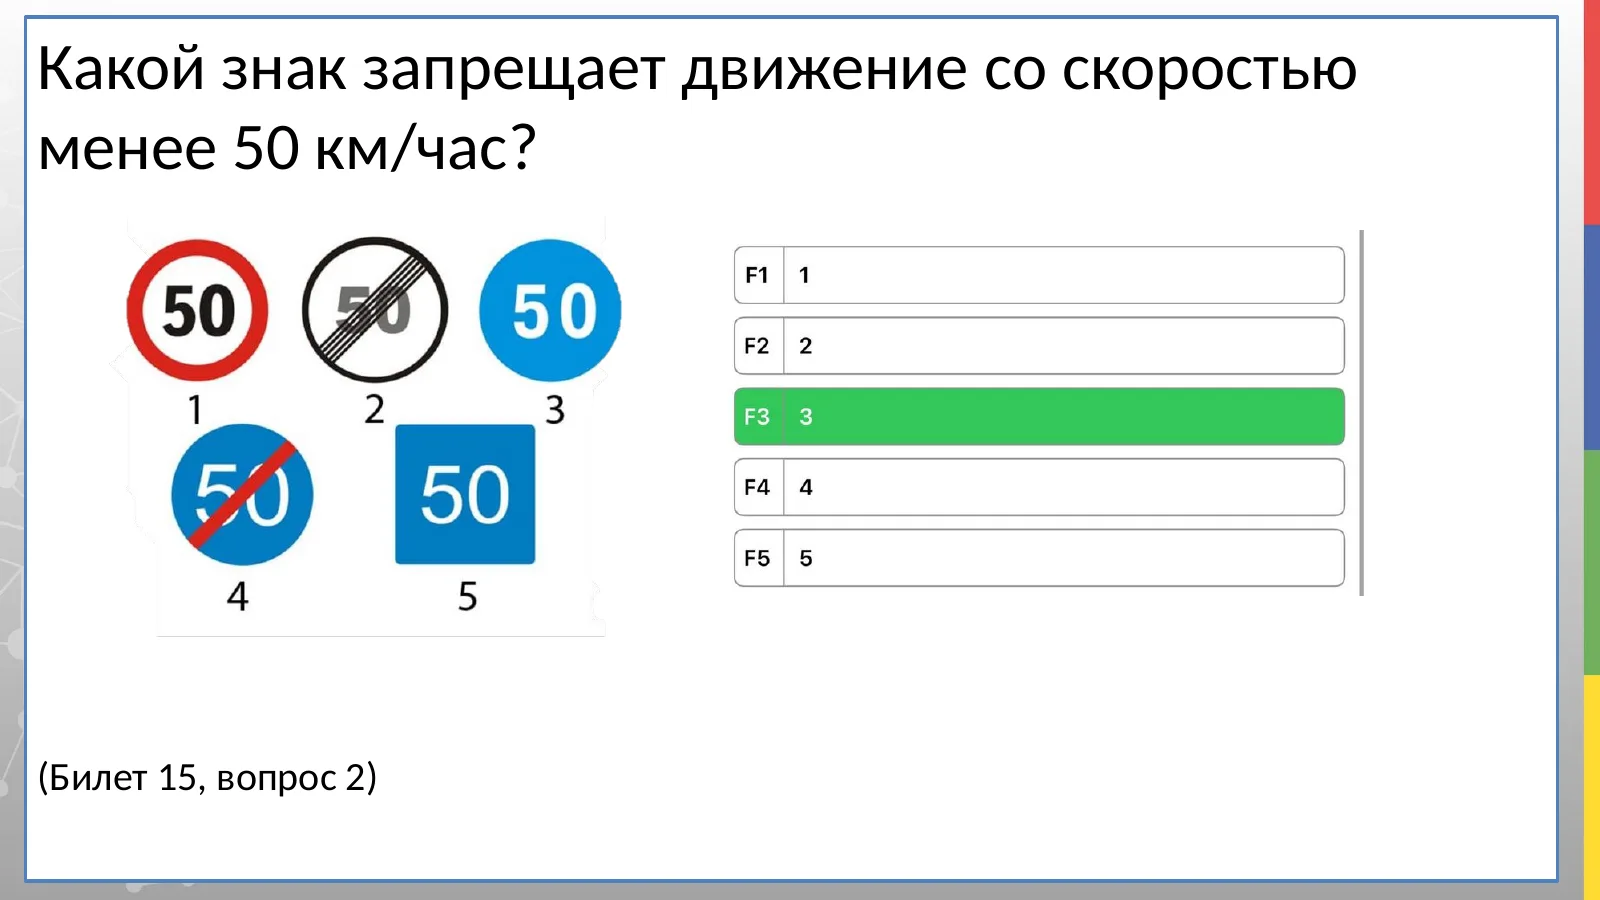 Какой знак запрещает движение со скоростью
менее 50 км/час?
50 50 50
1 2 3
50 50
4 5
F1 1
F2 2
F3 3
F4 4
F5 5
(Билет 15, вопрос 2)